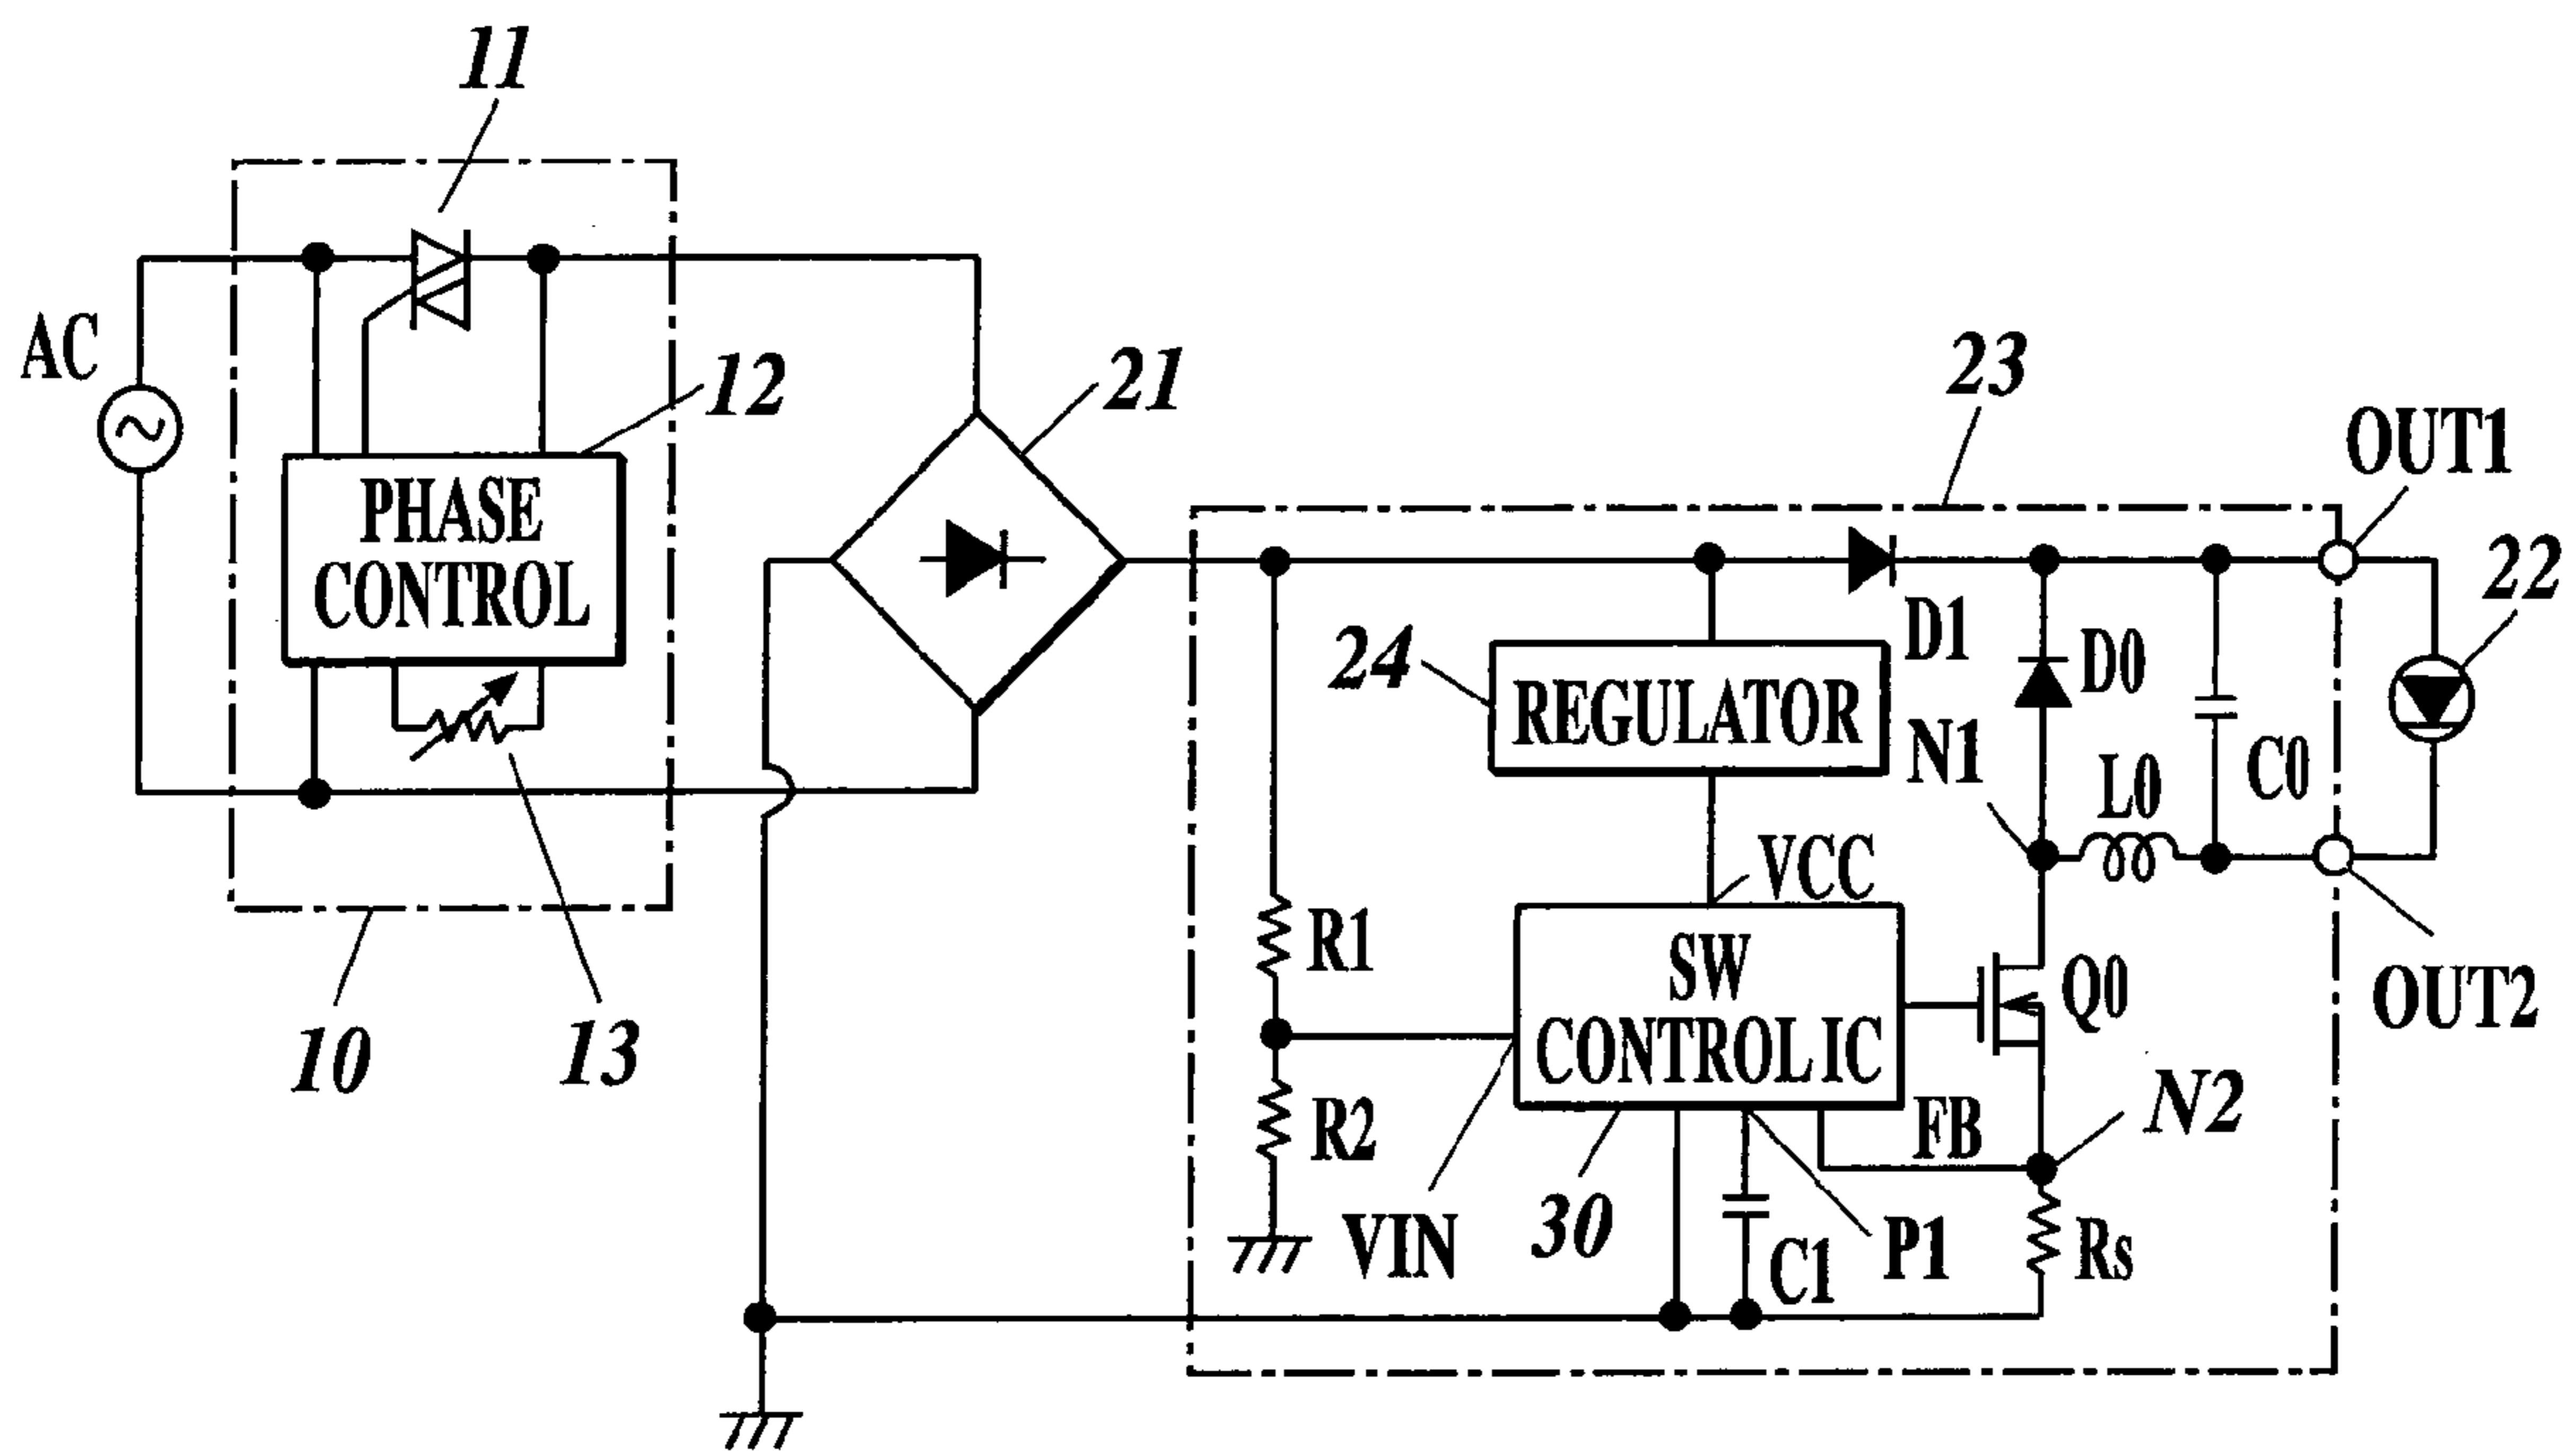 11
AC
12
PHASE
CONTROL
13
10
21
23
OUT1
22
24
REGULATOR
D1
D0
N1
L0
C0
VCC
R1
SW
CONTROL IC
Q0
OUT2
R2
FB
N2
VIN
30
C1
P1
Rs